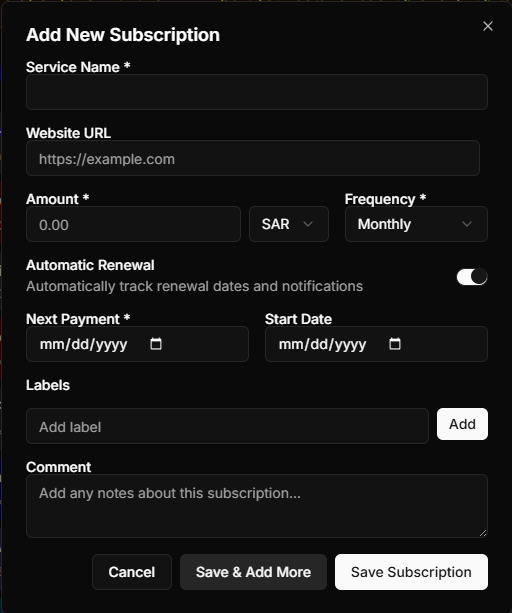 Add New Subscription
Service Name *
Website URL
https://example.com
Amount * Frequency *
0.00 SAR Monthly
Automatic Renewal
Automatically track renewal dates and notifications
Next Payment * Start Date
mm/dd/yyyy mm/dd/yyyy
Labels
Add label Add
Comment
Add any notes about this subscription...
Cancel Save & Add More Save Subscription